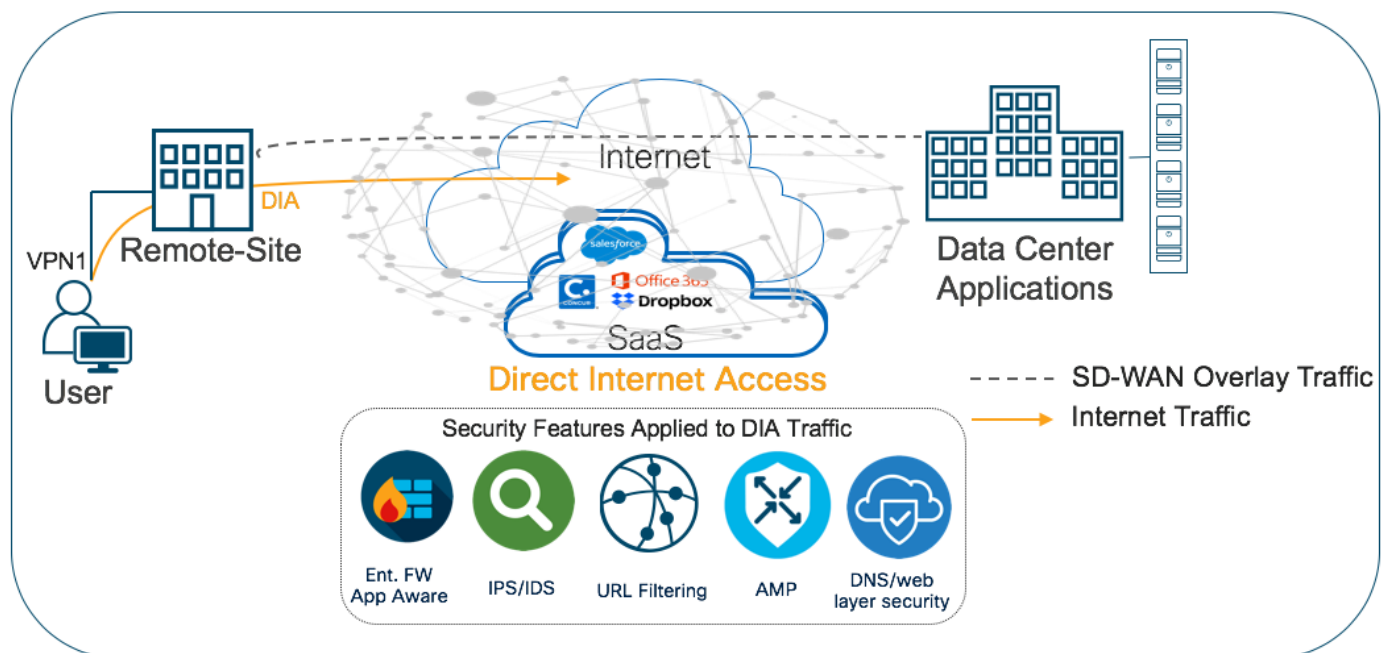 Internet
DIA
Remote-Site
VPN1
User
salesforce
C.
CONCUR
Office 365
Dropbox
SaaS
Data Center
Applications
Direct Internet Access
SD-WAN Overlay Traffic
Internet Traffic
Security Features Applied to DIA Traffic
Ent. FW
App Aware
IPS/IDS
URL Filtering
AMP
DNS/web
layer security